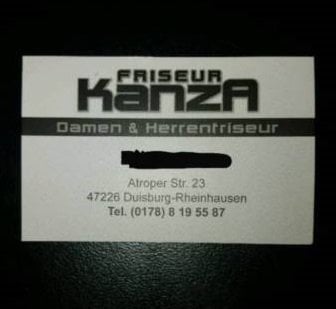 FRISEUR
KanzA
Damen & Herrenfriseur
Atroper Str. 23
47226 Duisburg-Rheinhausen
Tel. (0178) 8 19 55 87